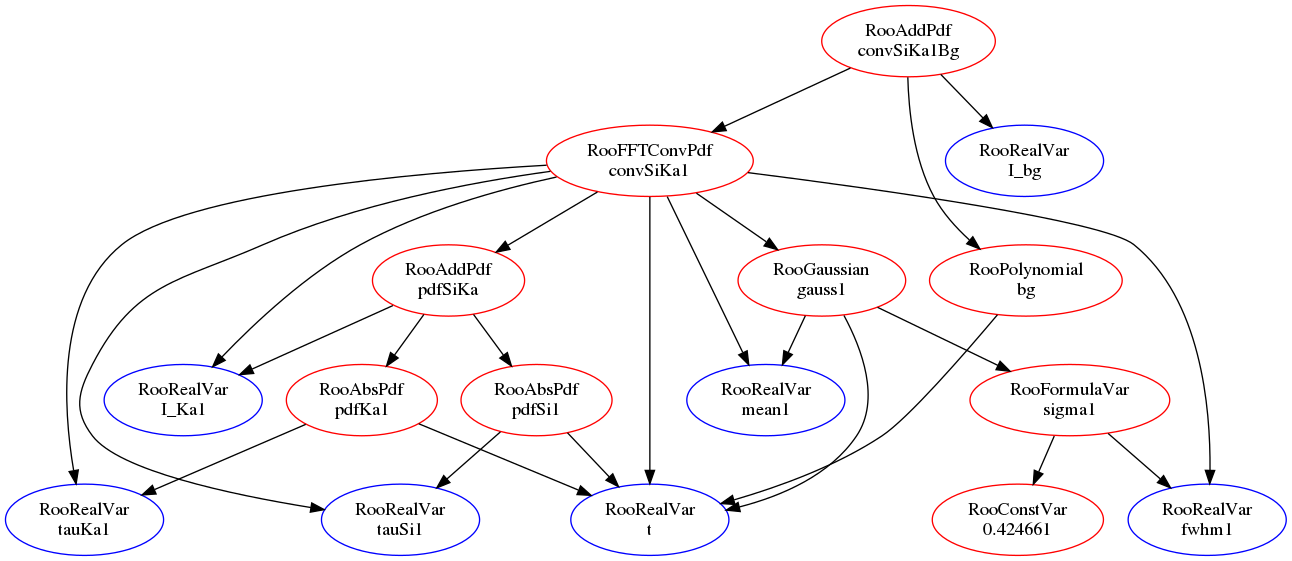 RooAddPdf
convSiKa1Bg
RooFFTConvPdf
convSiKa1
RooRealVar
I_bg
RooAddPdf
pdfSiKa
RooGaussian
gauss1
RooPolynomial
bg
RooRealVar
I_Ka1
RooAbsPdf
pdfKa1
RooAbsPdf
pdfSi1
RooRealVar
mean1
RooFormulaVar
sigma1
RooRealVar
tauKa1
RooRealVar
tauSi1
RooRealVar
t
RooConstVar
0.424661
RooRealVar
fwhm1